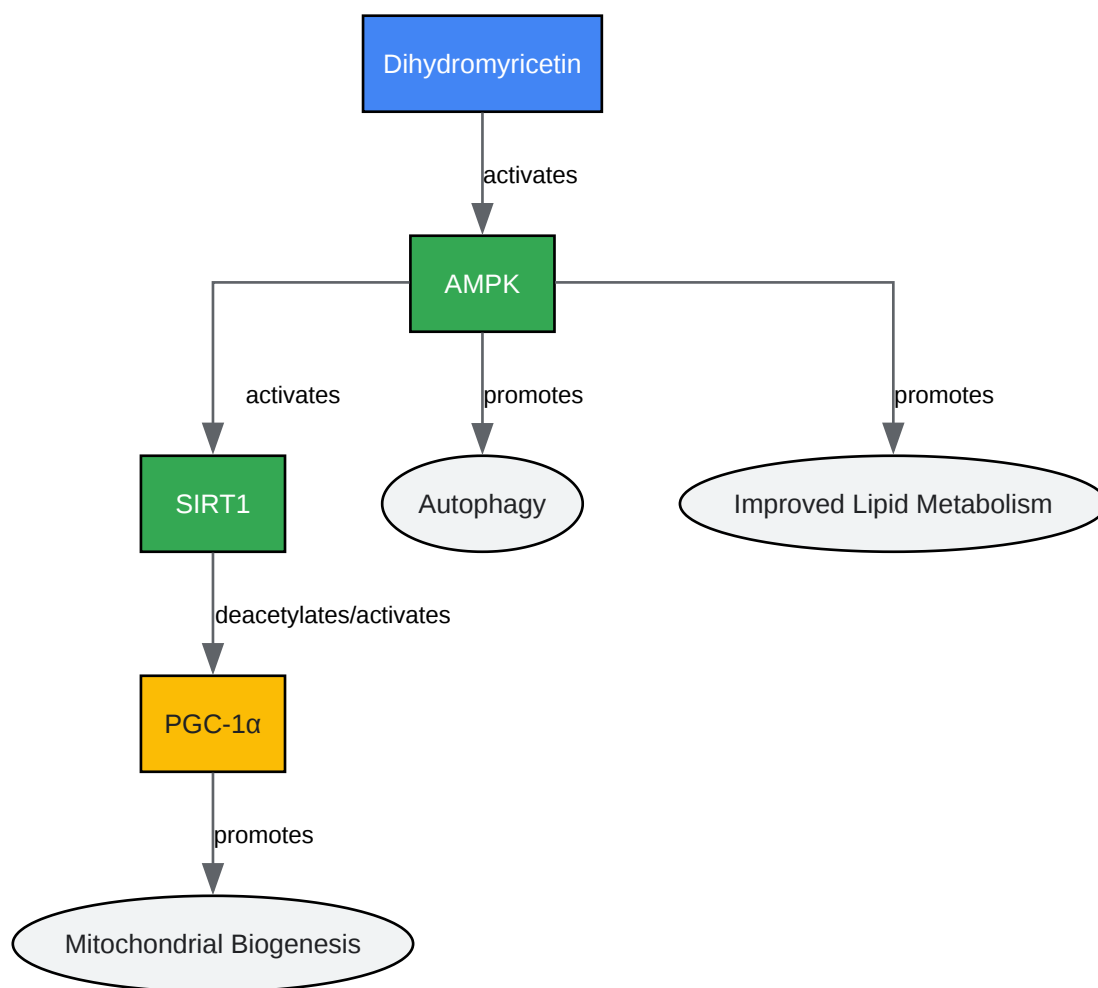 Dihydromyricetin
activates
AMPK
activates
promotes
promotes
SIRT1
Autophagy
Improved Lipid Metabolism
deacetylates/activates
PGC-1α
promotes
Mitochondrial Biogenesis